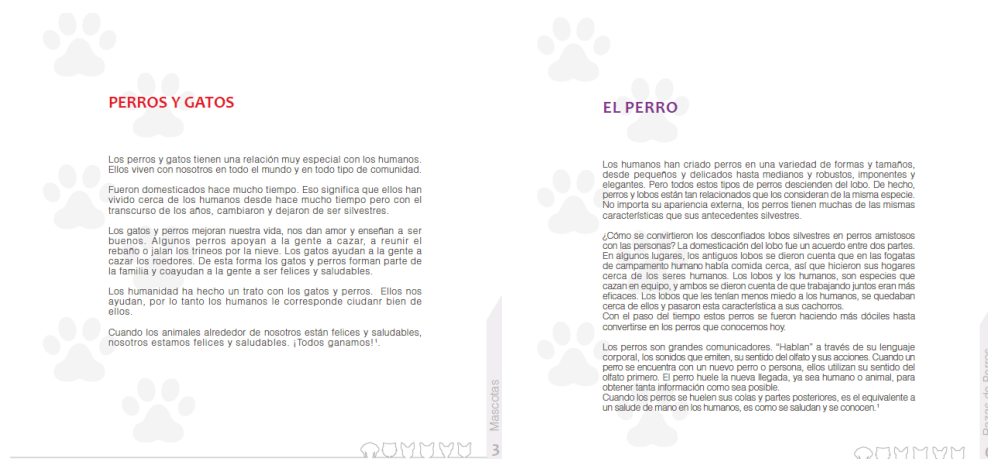 PERROS Y GATOS
Los perros y gatos tienen una relación muy especial con los humanos.
Ellos viven con nosotros en todo el mundo y en todo tipo de comunidad.
Fueron domesticados hace mucho tiempo. Eso significa que ellos han
vivido cerca de los humanos desde hace mucho tiempo pero con el
transcurso de los años, cambiaron y dejaron de ser silvestres.
Los gatos y perros mejoran nuestra vida, nos dan amor y enseñan a ser
buenos. Algunos perros apoyan a la gente a cazar, a reunir el
rebaño o jalan los trineos por la nieve. Los gatos ayudan a la gente a
cazar los roedores. De esta forma los gatos y perros forman parte de
la familia y coayudan a la gente a ser felices y saludables.
Los humanidad ha hecho un trato con los gatos y perros. Ellos nos
ayudan, por lo tanto los humanos le corresponde ciudanr bien de
ellos.
Cuando los animales alrededor de nosotros están felices y saludables,
nosotros estamos felices y saludables. ¡Todos ganamos!¹.
Mascotas
3
EL PERRO
Los humanos han criado perros en una variedad de formas y tamaños,
desde pequeños y delicados hasta medianos y robustos, imponentes y
elegantes. Pero todos estos tipos de perros descienden del lobo. De hecho,
perros y lobos están tan relacionados que los consideran de la misma especie.
No importa su apariencia externa, los perros tienen muchas de las mismas
características que sus antecedentes silvestres.
¿Cómo se convirtieron los desconfiados lobos silvestres en perros amistosos
con las personas? La domesticación del lobo fue un acuerdo entre dos partes.
En algunos lugares, los antiguos lobos se dieron cuenta que en las fogatas
de campamento humano había comida cerca, así que hicieron sus hogares
cerca de los seres humanos. Los lobos y los humanos, son especies que
cazan en equipo, y ambos se dieron cuenta de que trabajando juntos eran más
eficaces. Los lobos que les tenían menos miedo a los humanos, se quedaban
cerca de ellos y pasaron esta característica a sus cachorros.
Con el paso del tiempo estos perros se fueron haciendo más dóciles hasta
convertirse en los perros que conocemos hoy.
Los perros son grandes comunicadores. "Hablan" a través de su lenguaje
corporal, los sonidos que emiten, su sentido del olfato y sus acciones. Cuando un
perro se encuentra con un nuevo perro o persona, ellos utilizan su sentido del
olfato primero. El perro huele la nueva llegada, ya sea humano o animal, para
obtener tanta información como sea posible.
Cuando los perros se huelen sus colas y partes posteriores, es el equivalente a
un salude de mano en los humanos, es como se saludan y se conocen.¹